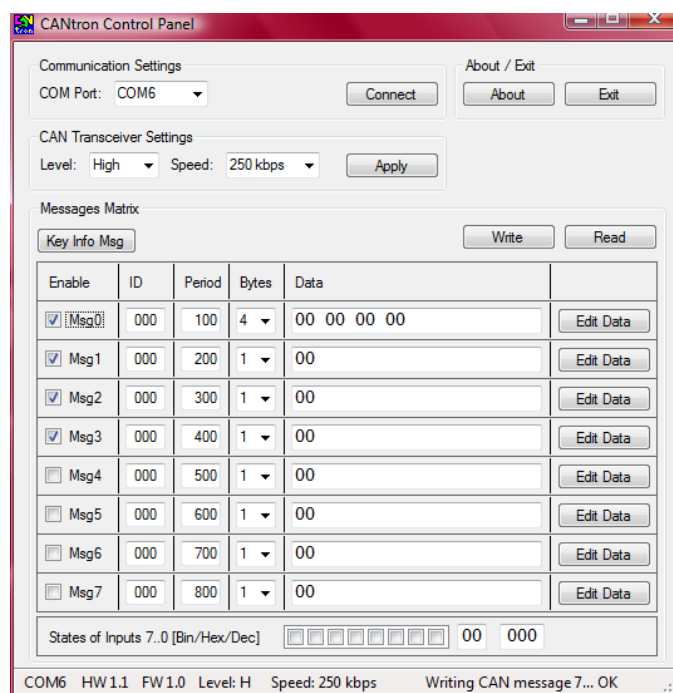 CANtron Control Panel
Communication Settings
COM Port: COM6 Connect
About / Exit
About Exit
CAN Transceiver Settings
Level: High Speed: 250 kbps Apply
Messages Matrix
Key Info Msg Write Read
Enable ID Period Bytes Data
Msg0 000 100 4 00 00 00 00 Edit Data
Msg1 000 200 1 00 Edit Data
Msg2 000 300 1 00 Edit Data
Msg3 000 400 1 00 Edit Data
Msg4 000 500 1 00 Edit Data
Msg5 000 600 1 00 Edit Data
Msg6 000 700 1 00 Edit Data
Msg7 000 800 1 00 Edit Data
States of Inputs 7..0 [Bin/Hex/Dec] 00 000
COM6 HW 1.1 FW 1.0 Level: H Speed: 250 kbps Writing CAN message 7... OK